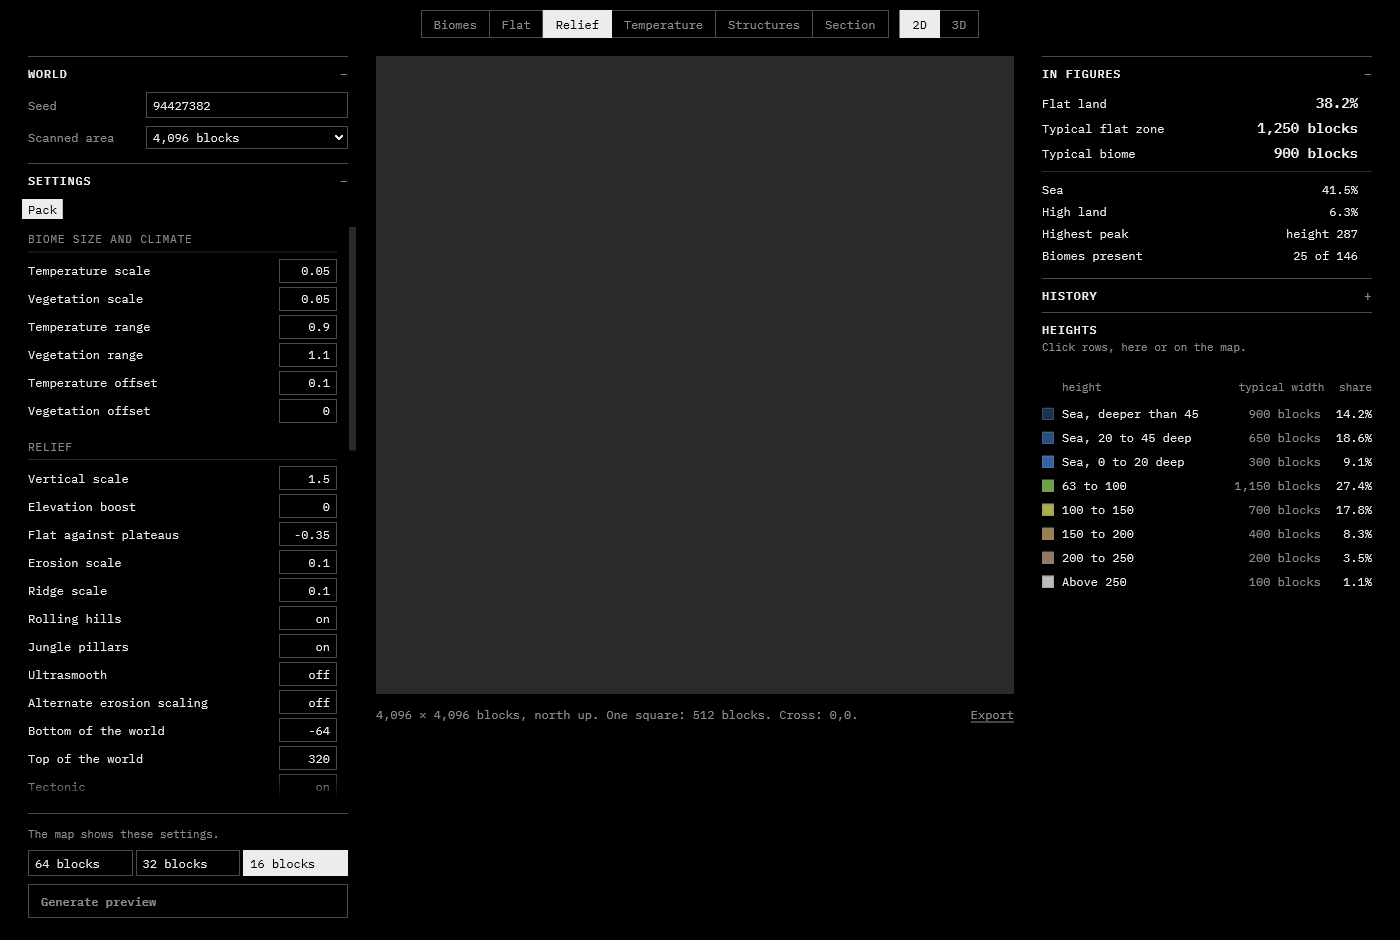 Biomes Flat Relief Temperature Structures Section 2D 3D
WORLD −
Seed 94427382
Scanned area 4,096 blocks
SETTINGS −
Pack
BIOME SIZE AND CLIMATE
Temperature scale 0.05
Vegetation scale 0.05
Temperature range 0.9
Vegetation range 1.1
Temperature offset 0.1
Vegetation offset 0
RELIEF
Vertical scale 1.5
Elevation boost 0
Flat against plateaus -0.35
Erosion scale 0.1
Ridge scale 0.1
Rolling hills on
Jungle pillars on
Ultrasmooth off
Alternate erosion scaling off
Bottom of the world -64
Top of the world 320
Tectonic on
The map shows these settings.
64 blocks 32 blocks 16 blocks
Generate preview
4,096 × 4,096 blocks, north up. One square: 512 blocks. Cross: 0,0. Export
IN FIGURES −
Flat land 38.2%
Typical flat zone 1,250 blocks
Typical biome 900 blocks
Sea 41.5%
High land 6.3%
Highest peak height 287
Biomes present 25 of 146
HISTORY +
HEIGHTS
Click rows, here or on the map.
height typical width share
Sea, deeper than 45 900 blocks 14.2%
Sea, 20 to 45 deep 650 blocks 18.6%
Sea, 0 to 20 deep 300 blocks 9.1%
63 to 100 1,150 blocks 27.4%
100 to 150 700 blocks 17.8%
150 to 200 400 blocks 8.3%
200 to 250 200 blocks 3.5%
Above 250 100 blocks 1.1%